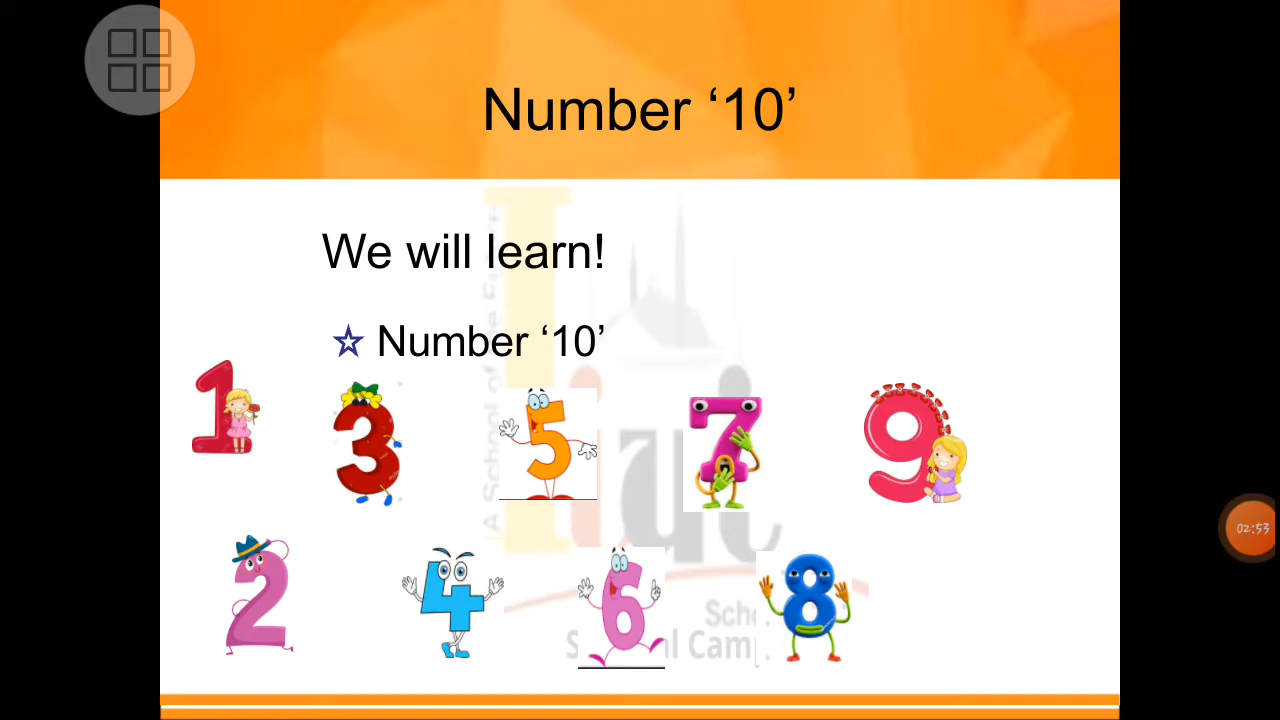 Number ‘10’
We will learn!
☆ Number ‘10’
1 3 5 7 9
2 4 6 8
02:53